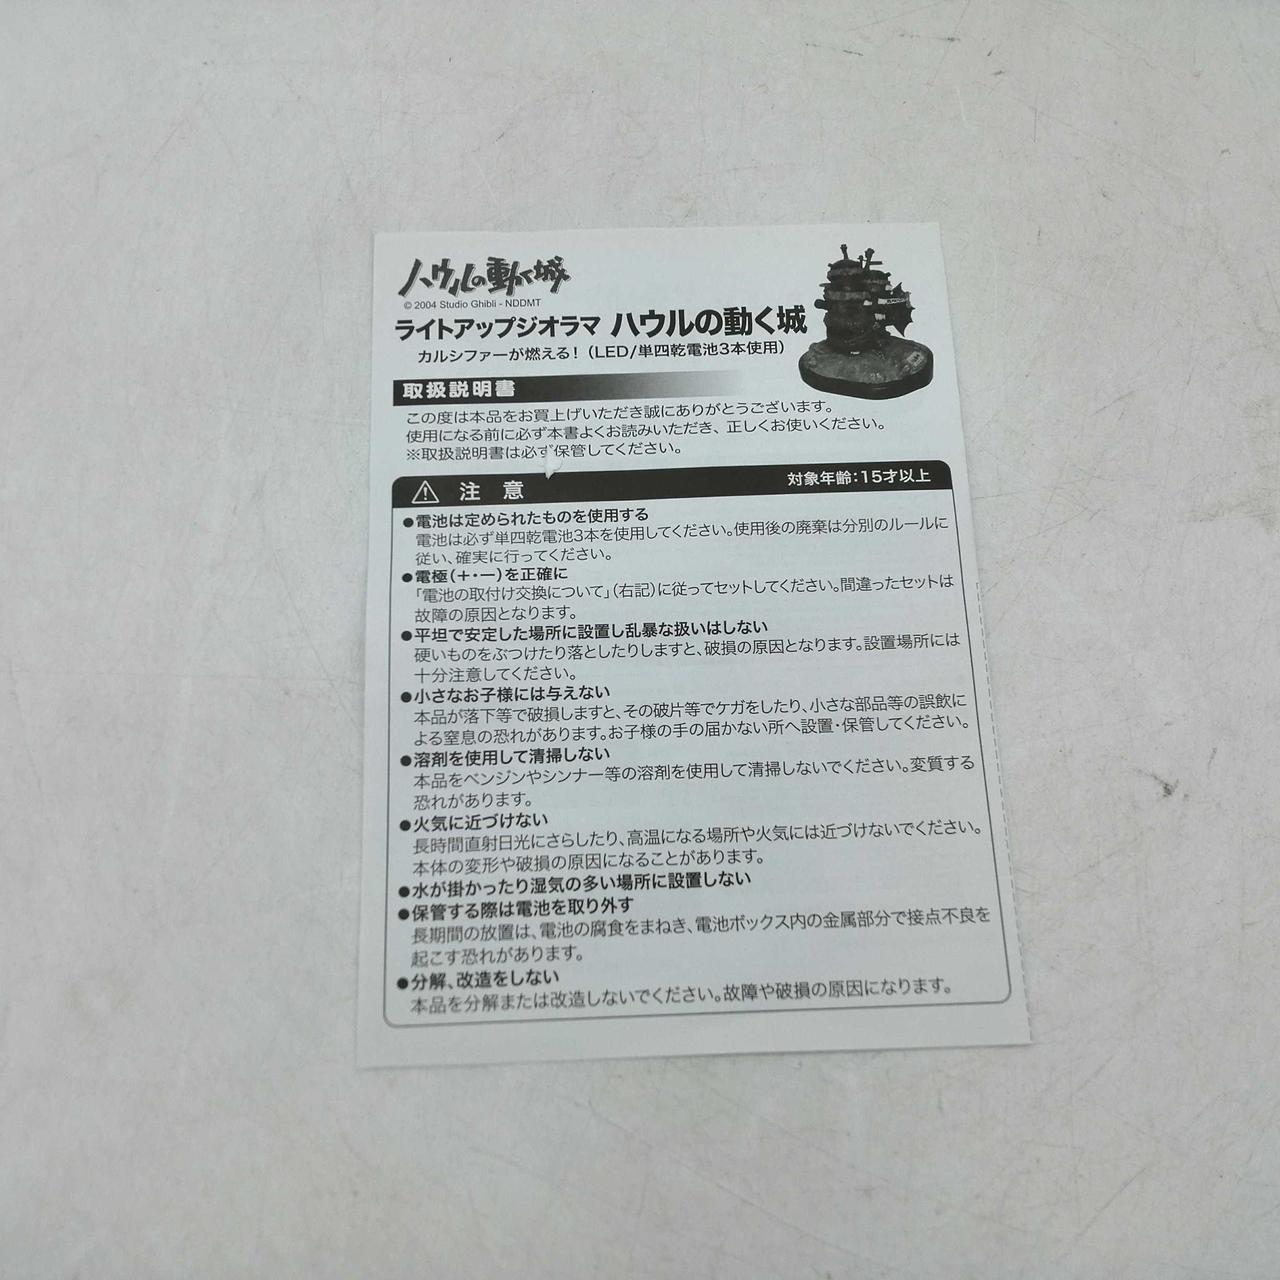 ハウルの動く城
© 2004 Studio Ghibli - NDDMT
ライトアップジオラマ ハウルの動く城
カルシファーが燃える!(LED/単四乾電池3本使用)
取扱説明書
この度は本品をお買上げいただき誠にありがとうございます。
使用になる前に必ず本書よくお読みいただき、正しくお使いください。
※取扱説明書は必ず保管してください。
注 意 対象年齢:15才以上
●電池は定められたものを使用する
電池は必ず単四乾電池3本を使用してください。使用後の廃棄は分別のルールに
従い、確実に行ってください。
●電極(+・ー)を正確に
「電池の取付け交換について」(右記)に従ってセットしてください。間違ったセットは
故障の原因となります。
●平坦で安定した場所に設置し乱暴な扱いはしない
硬いものをぶつけたり落としたりしますと、破損の原因となります。設置場所には
十分注意してください。
●小さなお子様には与えない
本品が落下等で破損しますと、その破片等でケガをしたり、小さな部品等の誤飲に
よる窒息の恐れがあります。お子様の手の届かない所へ設置・保管してください。
●溶剤を使用して清掃しない
本品をベンジンやシンナー等の溶剤を使用して清掃しないでください。変質する
恐れがあります。
●火気に近づけない
長時間直射日光にさらしたり、高温になる場所や火気には近づけないでください。
本体の変形や破損の原因になることがあります。
●水が掛かったり湿気の多い場所に設置しない
●保管する際は電池を取り外す
長期間の放置は、電池の腐食をまねき、電池ボックス内の金属部分で接点不良を
起こす恐れがあります。
●分解、改造をしない
本品を分解または改造しないでください。故障や破損の原因になります。